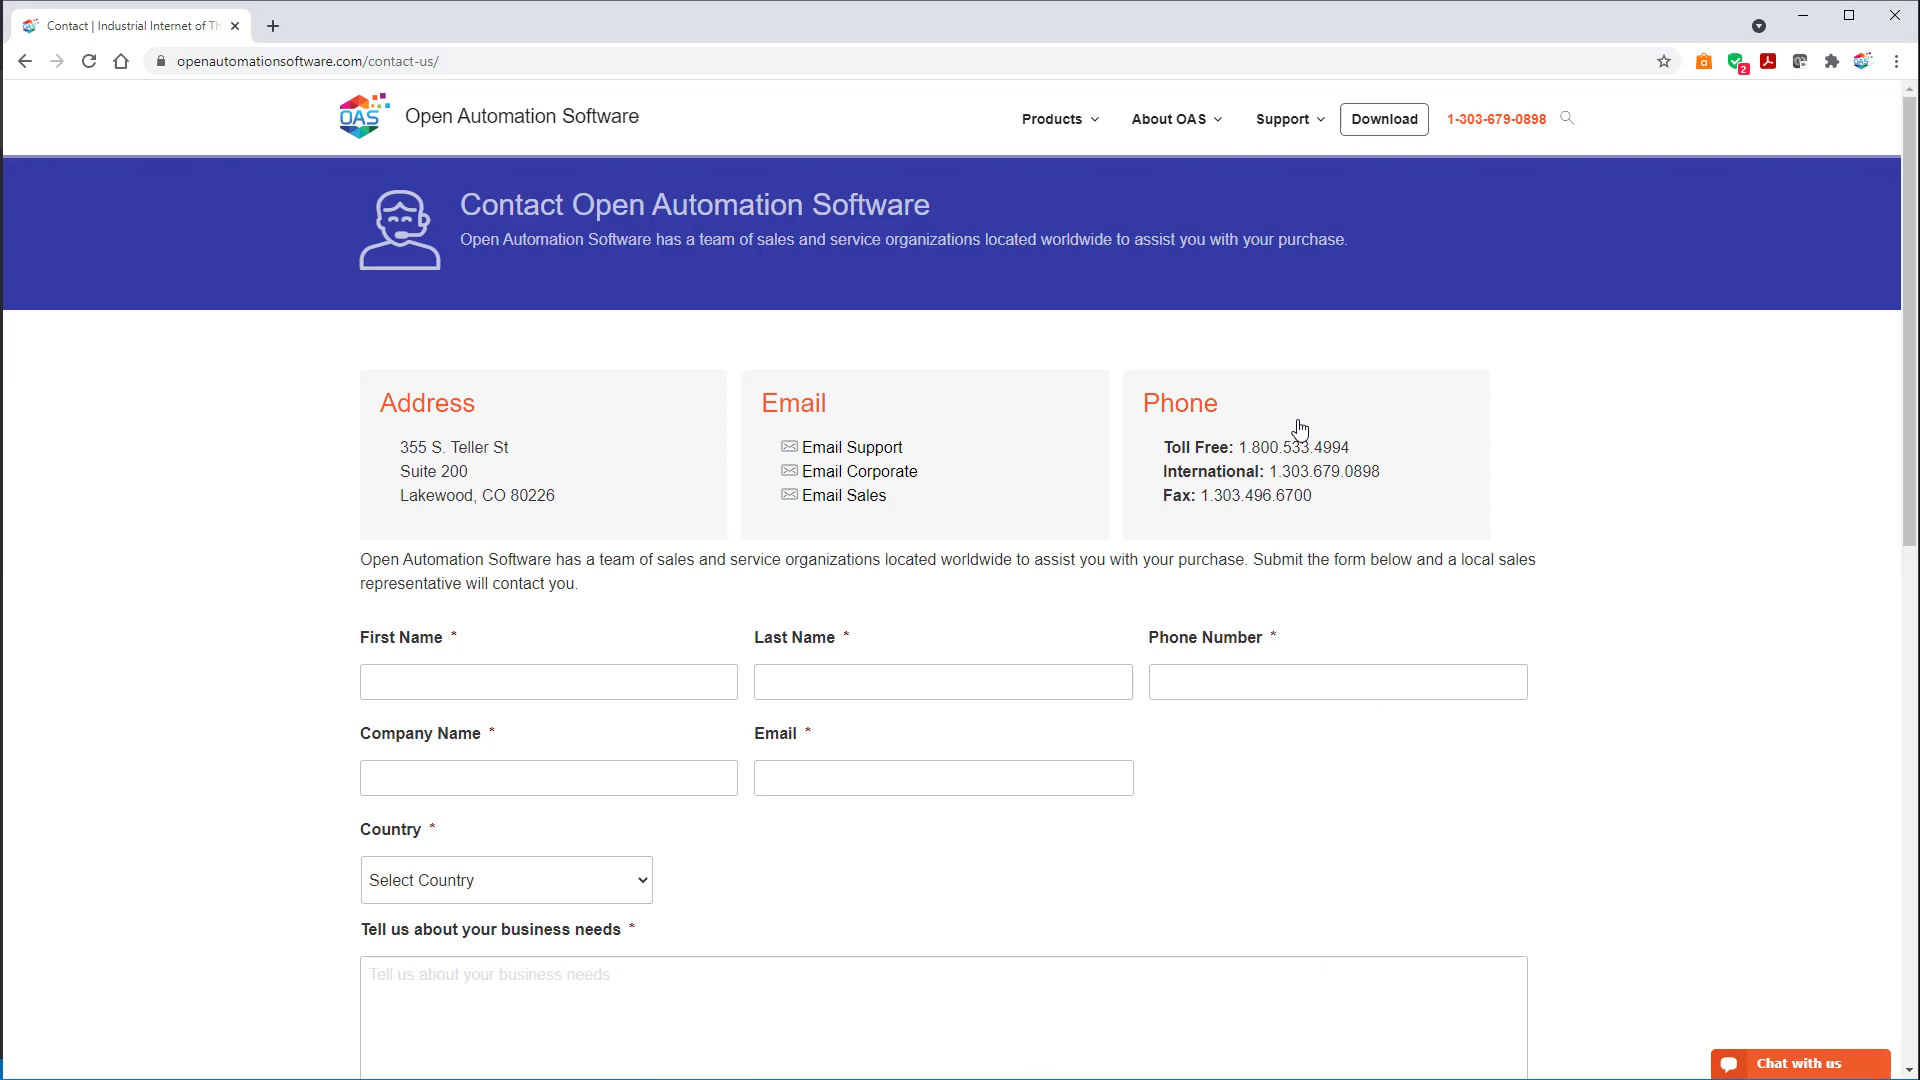 Contact | Industrial Internet of Th
openautomationsoftware.com/contact-us/
2
OAS
Open Automation Software
Products
About OAS
Support
Download
1-303-679-0898
Contact Open Automation Software
Open Automation Software has a team of sales and service organizations located worldwide to assist you with your purchase.
Address
355 S. Teller St
Suite 200
Lakewood, CO 80226
Email
Email Support
Email Corporate
Email Sales
Phone
Toll Free: 1.800.533.4994
International: 1.303.679.0898
Fax: 1.303.496.6700
Open Automation Software has a team of sales and service organizations located worldwide to assist you with your purchase. Submit the form below and a local sales
representative will contact you.
First Name *
Last Name *
Phone Number *
Company Name *
Email *
Country *
Select Country
Tell us about your business needs *
Tell us about your business needs
Chat with us